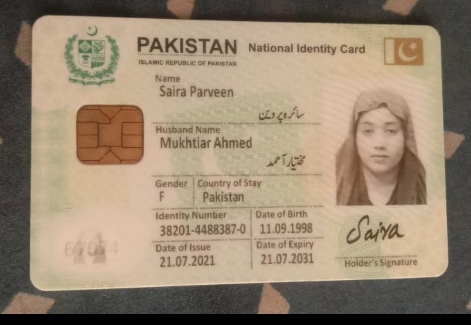 PAKISTAN National Identity Card
ISLAMIC REPUBLIC OF PAKISTAN
Name
Saira Parveen
سائرہ پروین
Husband Name
Mukhtiar Ahmed
مختیار آحمد
Gender Country of Stay
F Pakistan
Identity Number Date of Birth
38201-4488387-0 11.09.1998
Date of Issue Date of Expiry
21.07.2021 21.07.2031
Saira
Holder's Signature